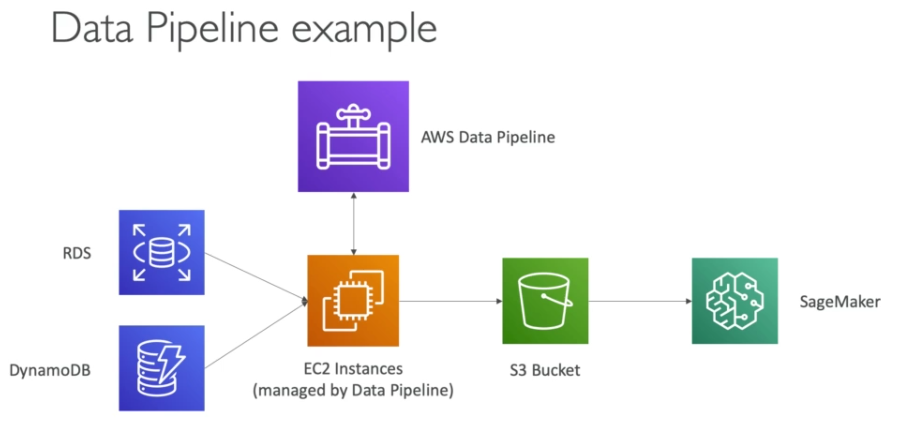 Data Pipeline example
AWS Data Pipeline
RDS
DynamoDB
EC2 Instances
(managed by Data Pipeline)
S3 Bucket
SageMaker